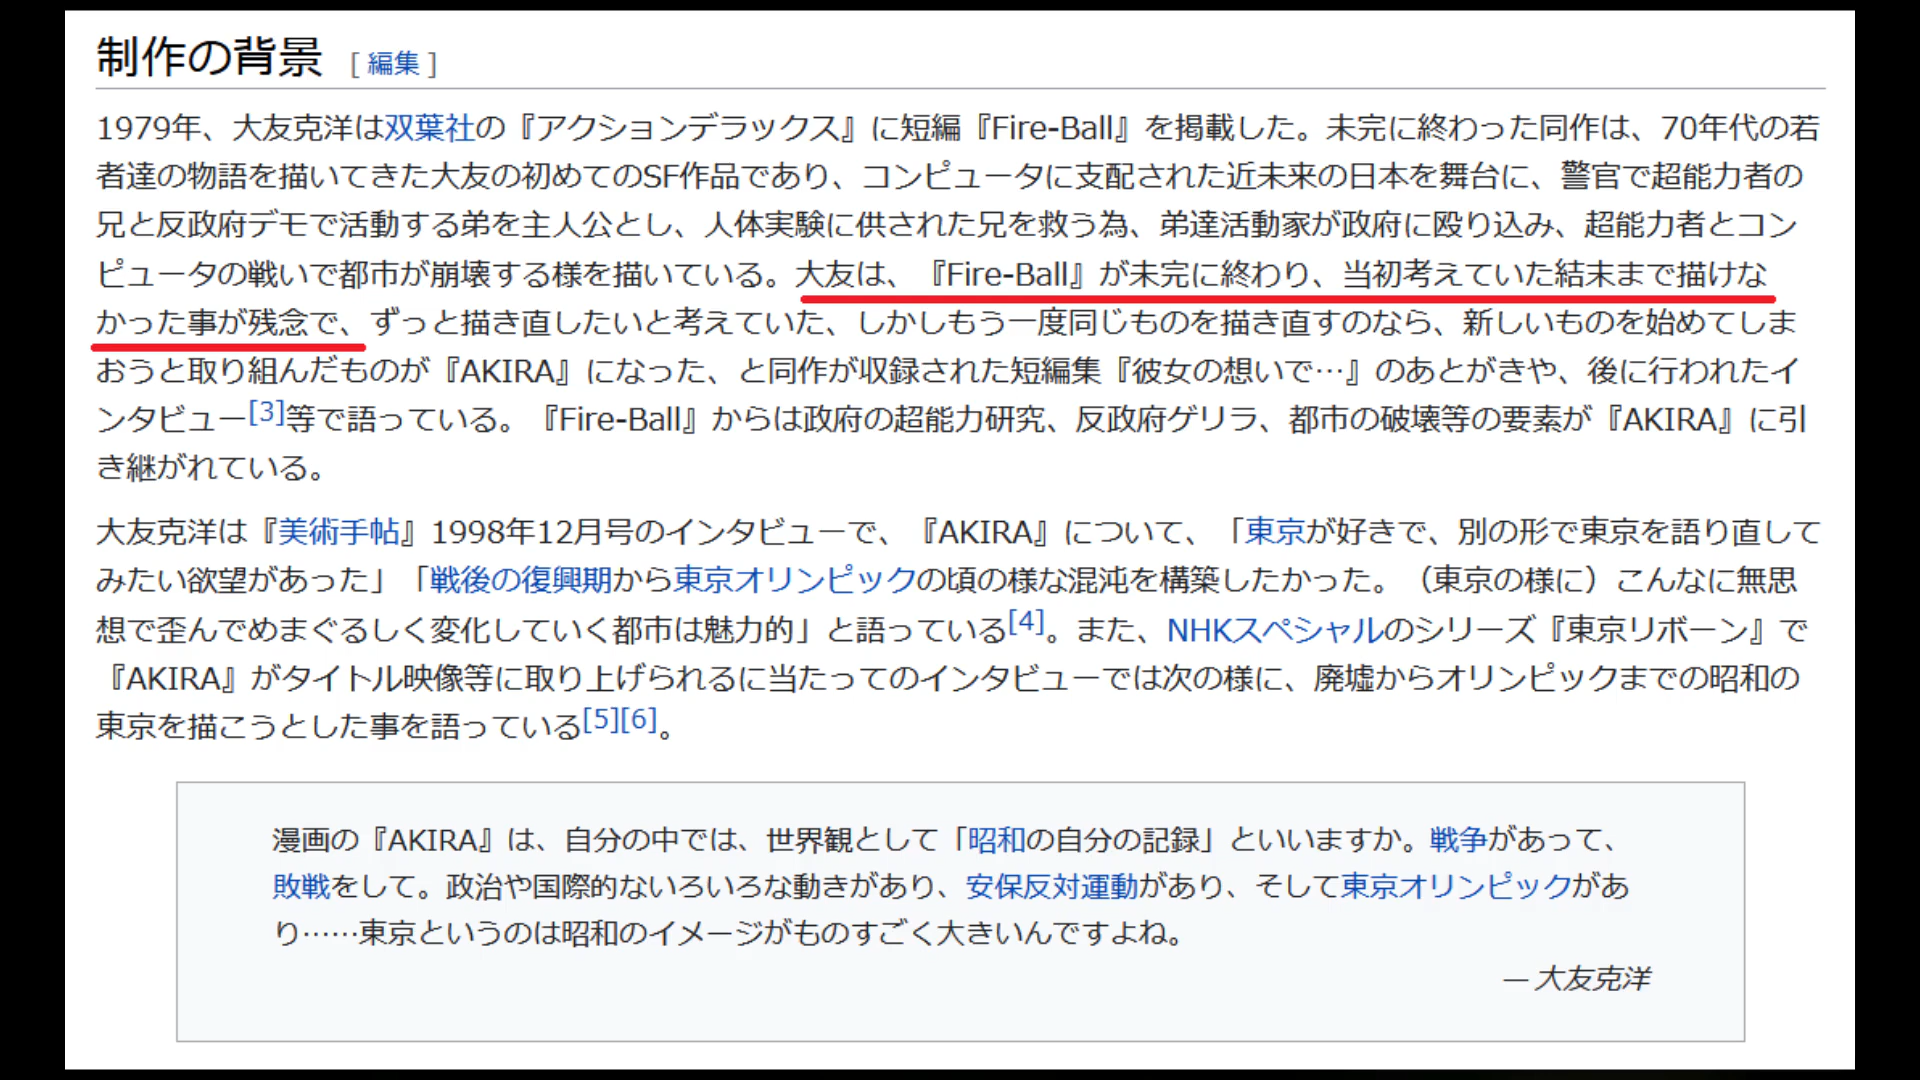 制作の背景 [ 編集 ]
1979年、大友克洋は双葉社の『アクションデラックス』に短編『Fire-Ball』を掲載した。未完に終わった同作は、70年代の若
者達の物語を描いてきた大友の初めてのSF作品であり、コンピュータに支配された近未来の日本を舞台に、警官で超能力者の
兄と反政府デモで活動する弟を主人公とし、人体実験に供された兄を救う為、弟達活動家が政府に殴り込み、超能力者とコン
ピュータの戦いで都市が崩壊する様を描いている。大友は、『Fire-Ball』が未完に終わり、当初考えていた結末まで描けな
かった事が残念で、ずっと描き直したいと考えていた、しかしもう一度同じものを描き直すのなら、新しいものを始めてしま
おうと取り組んだものが『AKIRA』になった、と同作が収録された短編集『彼女の想いで…』のあとがきや、後に行われたイ
ンタビュー[3]等で語っている。『Fire-Ball』からは政府の超能力研究、反政府ゲリラ、都市の破壊等の要素が『AKIRA』に引
き継がれている。
大友克洋は『美術手帖』1998年12月号のインタビューで、『AKIRA』について、「東京が好きで、別の形で東京を語り直して
みたい欲望があった」「戦後の復興期から東京オリンピックの頃の様な混沌を構築したかった。（東京の様に）こんなに無思
想で歪んでめまぐるしく変化していく都市は魅力的」と語っている[4]。また、NHKスペシャルのシリーズ『東京リボーン』で
『AKIRA』がタイトル映像等に取り上げられるに当たってのインタビューでは次の様に、廃墟からオリンピックまでの昭和の
東京を描こうとした事を語っている[5][6]。
漫画の『AKIRA』は、自分の中では、世界観として「昭和の自分の記録」といいますか。戦争があって、
敗戦をして。政治や国際的ないろいろな動きがあり、安保反対運動があり、そして東京オリンピックがあ
り……東京というのは昭和のイメージがものすごく大きいんですよね。
— 大友克洋